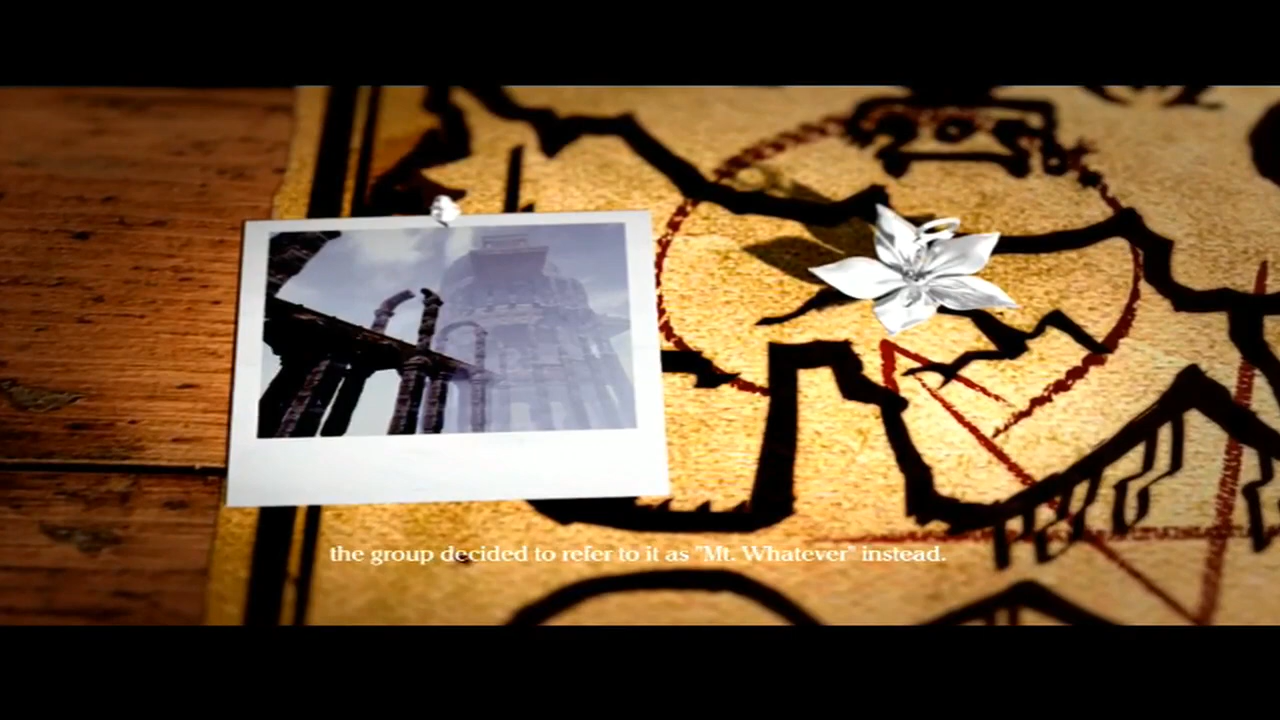 the group decided to refer to it as "Mt. Whatever" instead.